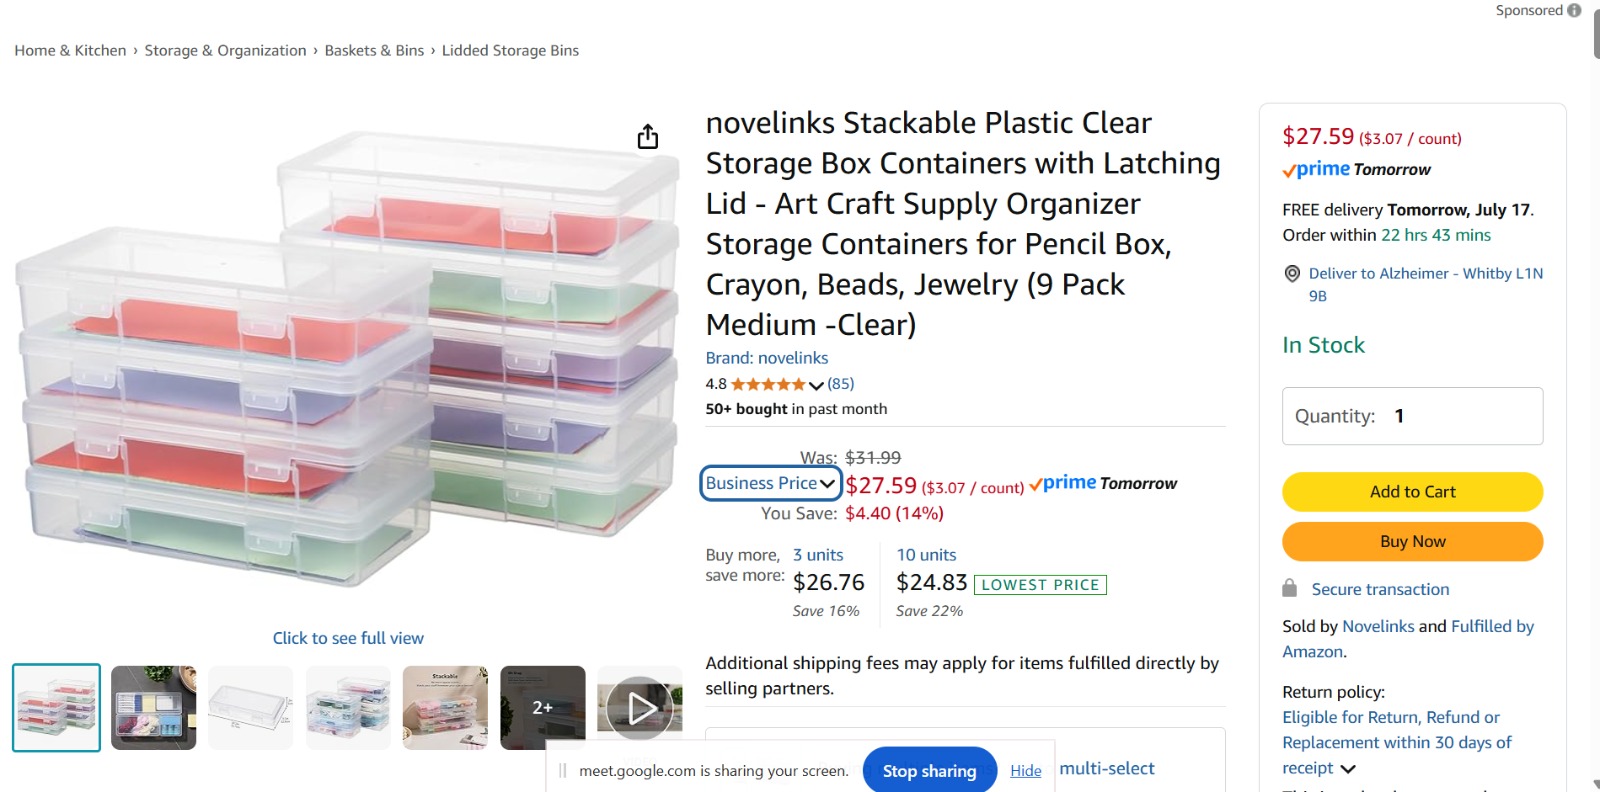 Sponsored
Home & Kitchen › Storage & Organization › Baskets & Bins › Lidded Storage Bins
novelinks Stackable Plastic Clear
Storage Box Containers with Latching
Lid - Art Craft Supply Organizer
Storage Containers for Pencil Box,
Crayon, Beads, Jewelry (9 Pack
Medium -Clear)
Brand: novelinks
4.8 (85)
50+ bought in past month
Was: $31.99
Business Price $27.59 ($3.07 / count) prime Tomorrow
You Save: $4.40 (14%)
Buy more, save more:
3 units
$26.76
Save 16%
10 units
$24.83 LOWEST PRICE
Save 22%
Additional shipping fees may apply for items fulfilled directly by
selling partners.
multi-select
Click to see full view
Stackable
2+
meet.google.com is sharing your screen. Stop sharing Hide
$27.59 ($3.07 / count)
prime Tomorrow
FREE delivery Tomorrow, July 17.
Order within 22 hrs 43 mins
Deliver to Alzheimer - Whitby L1N
9B
In Stock
Quantity: 1
Add to Cart
Buy Now
Secure transaction
Sold by Novelinks and Fulfilled by
Amazon.
Return policy:
Eligible for Return, Refund or
Replacement within 30 days of
receipt